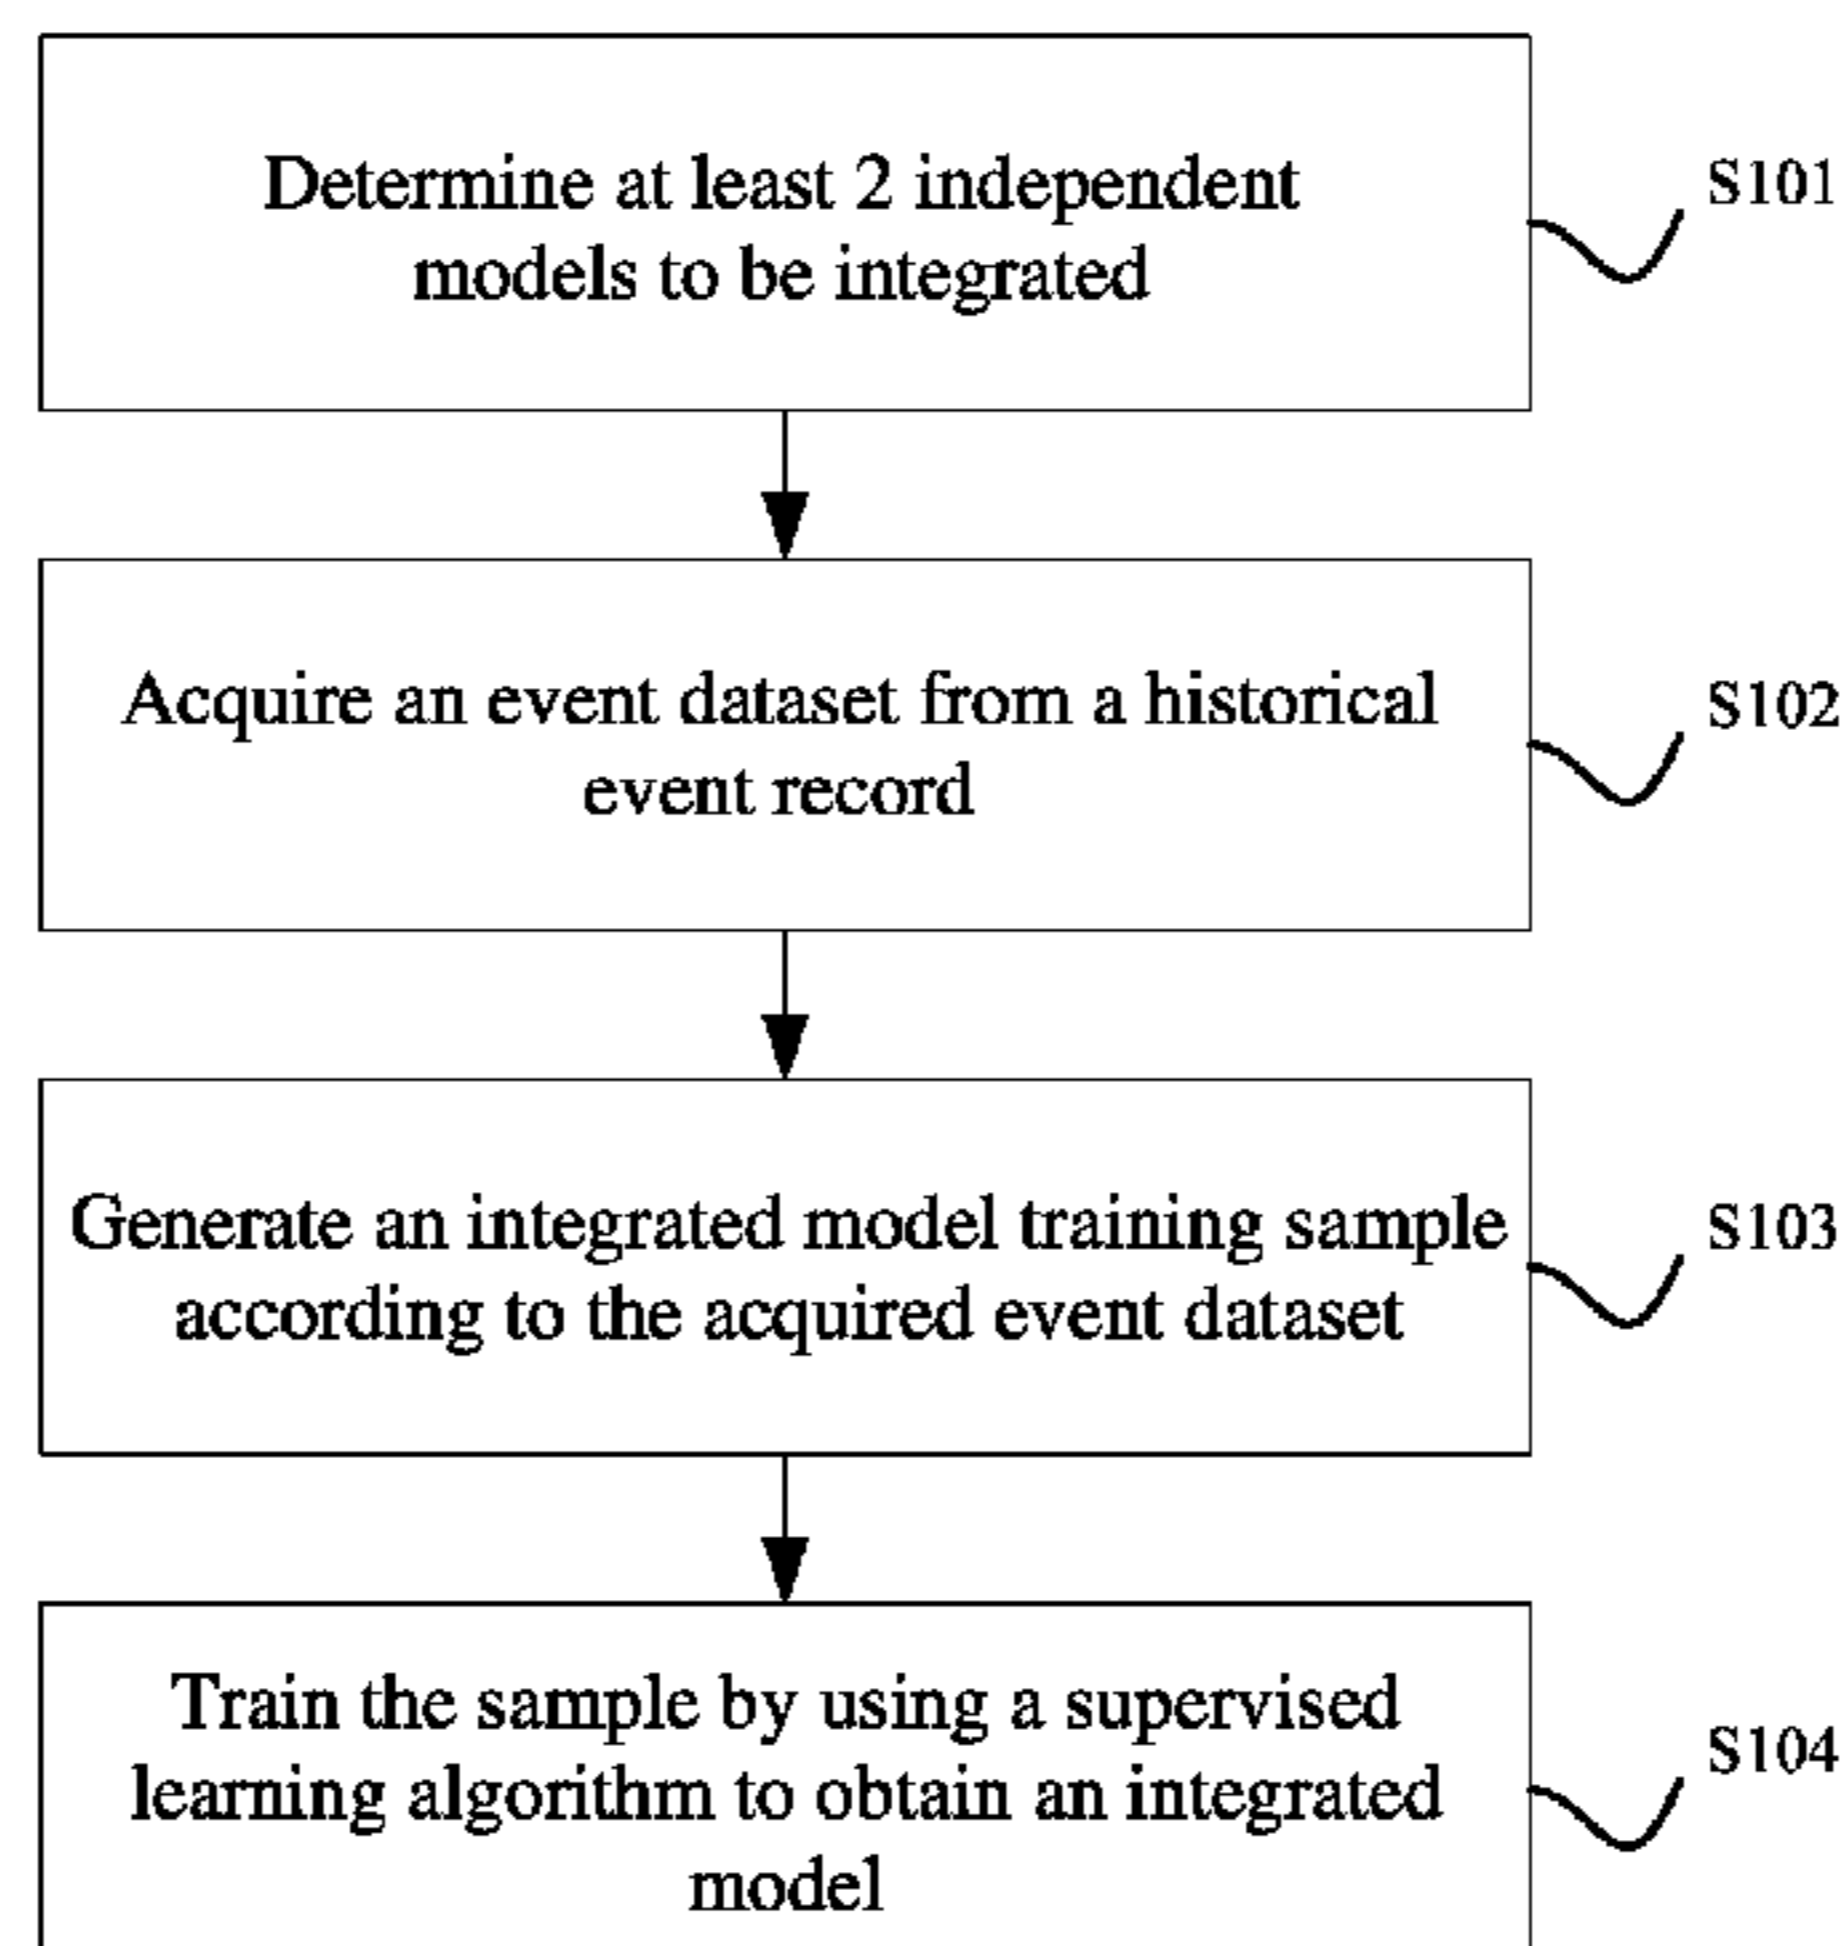 Determine at least 2 independent
models to be integrated
S101
Acquire an event dataset from a historical
event record
S102
Generate an integrated model training sample
according to the acquired event dataset
S103
Train the sample by using a supervised
learning algorithm to obtain an integrated
model
S104